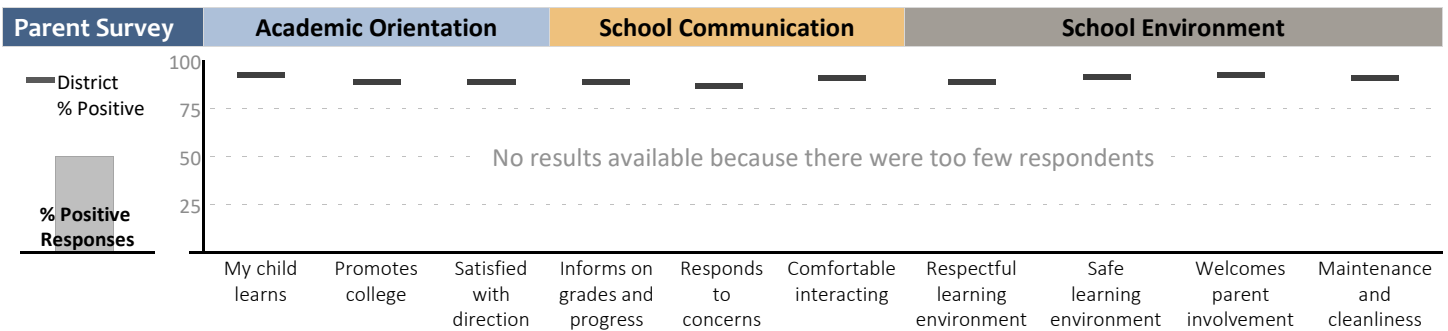 Parent Survey
Academic Orientation
School Communication
School Environment
District
% Positive
% Positive
Responses
100
75
50
25
No results available because there were too few respondents
My child
learns
Promotes
college
Satisfied
with
direction
Informs on
grades and
progress
Responds
to
concerns
Comfortable
interacting
Respectful
learning
environment
Safe
learning
environment
Welcomes
parent
involvement
Maintenance
and
cleanliness